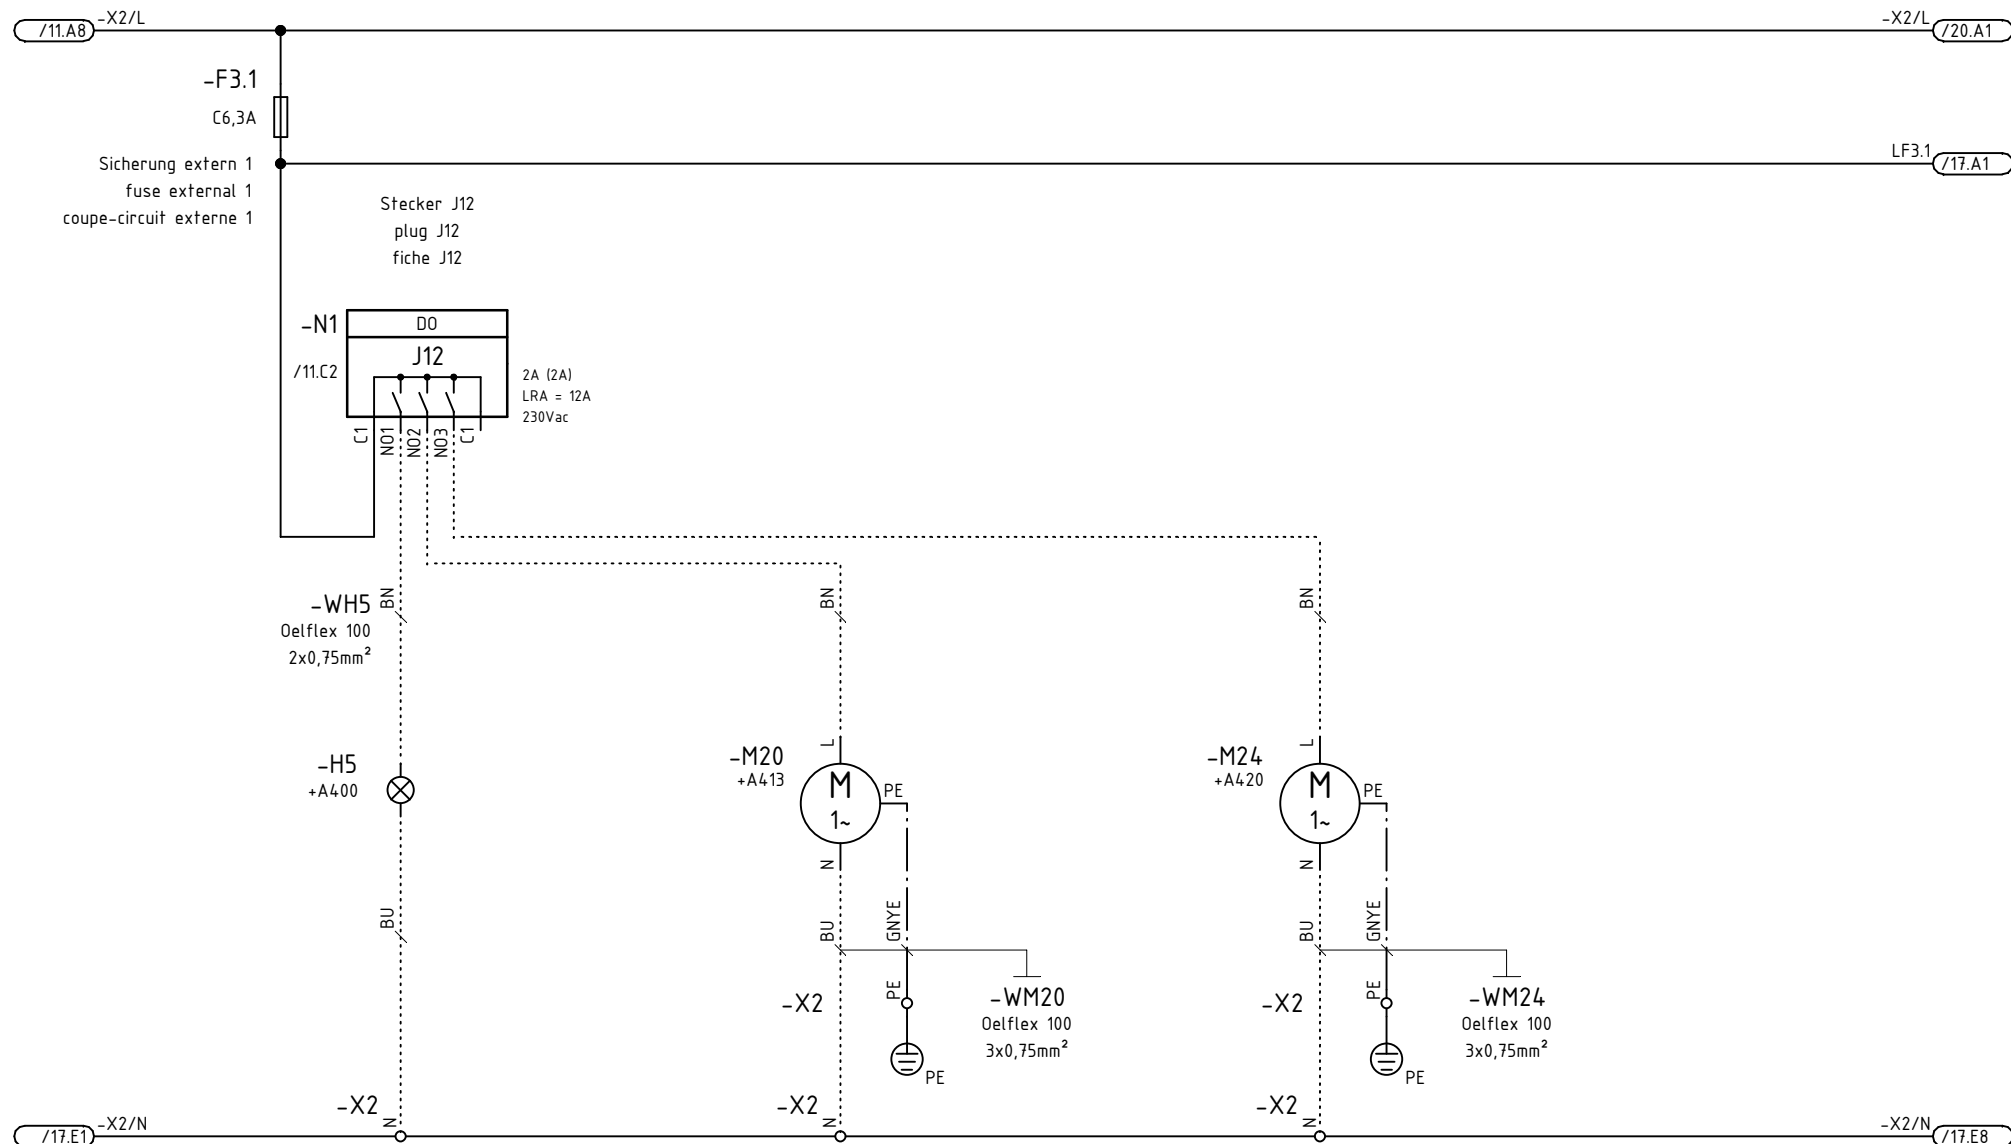 /11.A8
-X2/L
-X2/L
/20.A1
-F3.1
C6,3A
Sicherung extern 1
fuse external 1
coupe-circuit externe 1
LF3.1
/17.A1
Stecker J12
plug J12
fiche J12
-N1
/11.C2
DO
J12
2A (2A)
LRA = 12A
230Vac
C1
NO1
NO2
NO3
C1
-WH5
Oelflex 100
2x0,75mm²
BN
BN
BN
-H5
+A400
-M20
+A413
L
M
1~
PE
N
-M24
+A420
L
M
1~
PE
N
BU
BU
GNYE
BU
GNYE
-X2
PE
PE
-WM20
Oelflex 100
3x0,75mm²
-X2
PE
PE
-WM24
Oelflex 100
3x0,75mm²
-X2
N
-X2
N
-X2
N
/17.E1
-X2/N
-X2/N
/17.E8